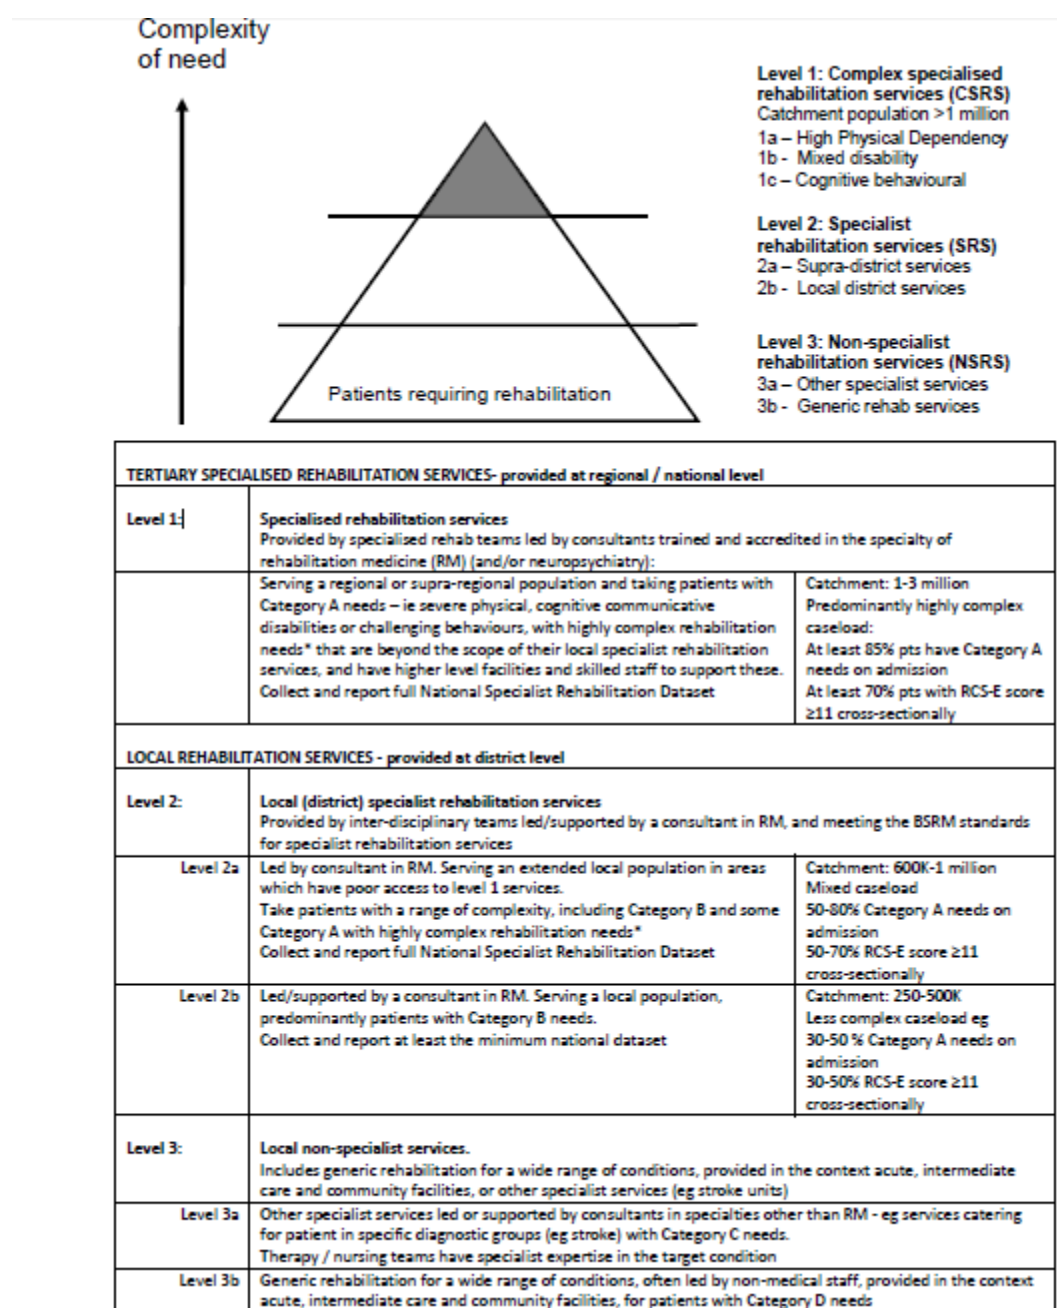 Complexity
of need
Level 1: Complex specialised
rehabilitation services (CSRS)
Catchment population >1 million
1a – High Physical Dependency
1b - Mixed disability
1c – Cognitive behavioural
Level 2: Specialist
rehabilitation services (SRS)
2a – Supra-district services
2b - Local district services
Level 3: Non-specialist
rehabilitation services (NSRS)
3a – Other specialist services
3b - Generic rehab services
Patients requiring rehabilitation
TERTIARY SPECIALISED REHABILITATION SERVICES- provided at regional / national level
Level 1:
Specialised rehabilitation services
Provided by specialised rehab teams led by consultants trained and accredited in the specialty of
rehabilitation medicine (RM) (and/or neuropsychiatry):
Serving a regional or supra-regional population and taking patients with
Category A needs – ie severe physical, cognitive communicative
disabilities or challenging behaviours, with highly complex rehabilitation
needs* that are beyond the scope of their local specialist rehabilitation
services, and have higher level facilities and skilled staff to support these.
Collect and report full National Specialist Rehabilitation Dataset
Catchment: 1-3 million
Predominantly highly complex
caseload:
At least 85% pts have Category A
needs on admission
At least 70% pts with RCS-E score
≥11 cross-sectionally
LOCAL REHABILITATION SERVICES - provided at district level
Level 2:
Local (district) specialist rehabilitation services
Provided by inter-disciplinary teams led/supported by a consultant in RM, and meeting the BSRM standards
for specialist rehabilitation services
Level 2a
Led by consultant in RM. Serving an extended local population in areas
which have poor access to level 1 services.
Take patients with a range of complexity, including Category B and some
Category A with highly complex rehabilitation needs*
Collect and report full National Specialist Rehabilitation Dataset
Catchment: 600K-1 million
Mixed caseload
50-80% Category A needs on
admission
50-70% RCS-E score ≥11
cross-sectionally
Level 2b
Led/supported by a consultant in RM. Serving a local population,
predominantly patients with Category B needs.
Collect and report at least the minimum national dataset
Catchment: 250-500K
Less complex caseload eg
30-50 % Category A needs on
admission
30-50% RCS-E score ≥11
cross-sectionally
Level 3:
Local non-specialist services.
Includes generic rehabilitation for a wide range of conditions, provided in the context acute, intermediate
care and community facilities, or other specialist services (eg stroke units)
Level 3a
Other specialist services led or supported by consultants in specialties other than RM - eg services catering
for patient in specific diagnostic groups (eg stroke) with Category C needs.
Therapy / nursing teams have specialist expertise in the target condition
Level 3b
Generic rehabilitation for a wide range of conditions, often led by non-medical staff, provided in the context
acute, intermediate care and community facilities, for patients with Category D needs